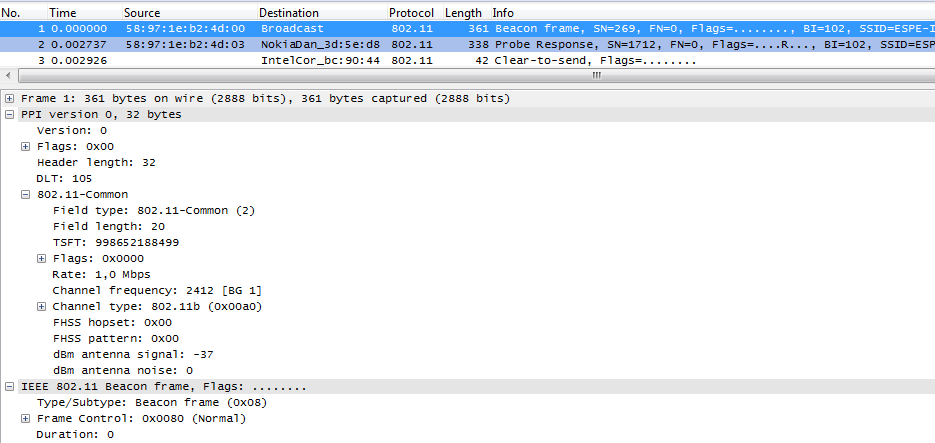 No. Time Source Destination Protocol Length Info
1 0.000000 58:97:1e:b2:4d:00 Broadcast 802.11 361 Beacon frame, SN=269, FN=0, Flags=........, BI=102, SSID=ESPE-I
2 0.002737 58:97:1e:b2:4d:03 NokiaDan_3d:5e:d8 802.11 338 Probe Response, SN=1712, FN=0, Flags=....R..., BI=102, SSID=ESP
3 0.002926 IntelCor_bc:90:44 802.11 42 Clear-to-send, Flags=........
Frame 1: 361 bytes on wire (2888 bits), 361 bytes captured (2888 bits)
PPI version 0, 32 bytes
Version: 0
Flags: 0x00
Header length: 32
DLT: 105
802.11-Common
Field type: 802.11-Common (2)
Field length: 20
TSFT: 998652188499
Flags: 0x0000
Rate: 1,0 Mbps
Channel frequency: 2412 [BG 1]
Channel type: 802.11b (0x00a0)
FHSS hopset: 0x00
FHSS pattern: 0x00
dBm antenna signal: -37
dBm antenna noise: 0
IEEE 802.11 Beacon frame, Flags: ........
Type/Subtype: Beacon frame (0x08)
Frame Control: 0x0080 (Normal)
Duration: 0